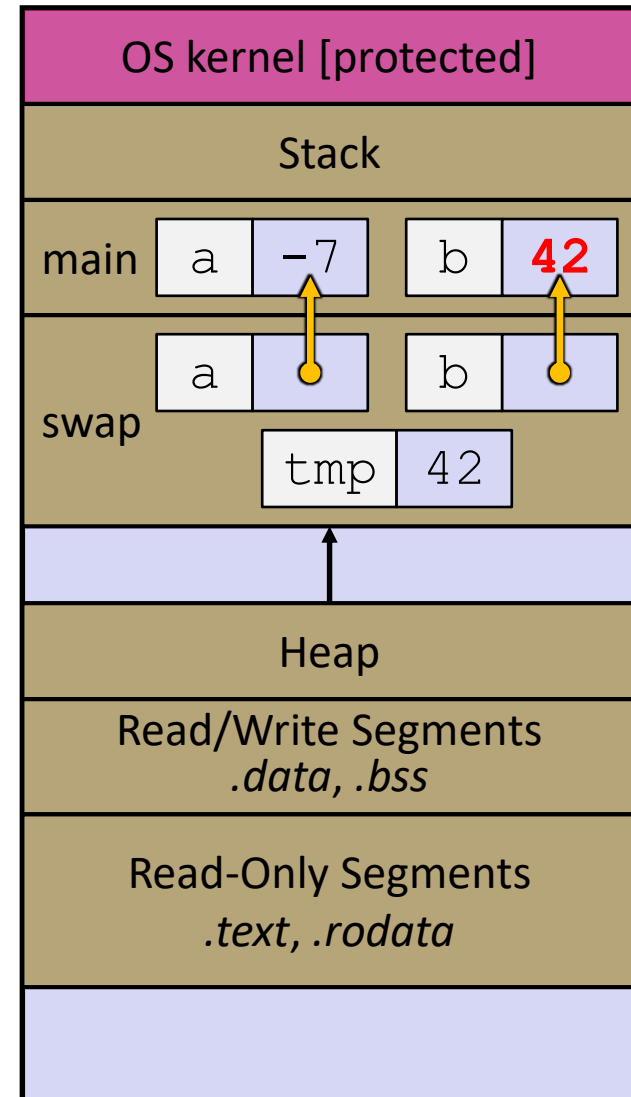 OS kernel [protected]
Stack
main a -7 b 42
a b
swap
tmp 42
Heap
Read/Write Segments
.data, .bss
Read-Only Segments
.text, .rodata